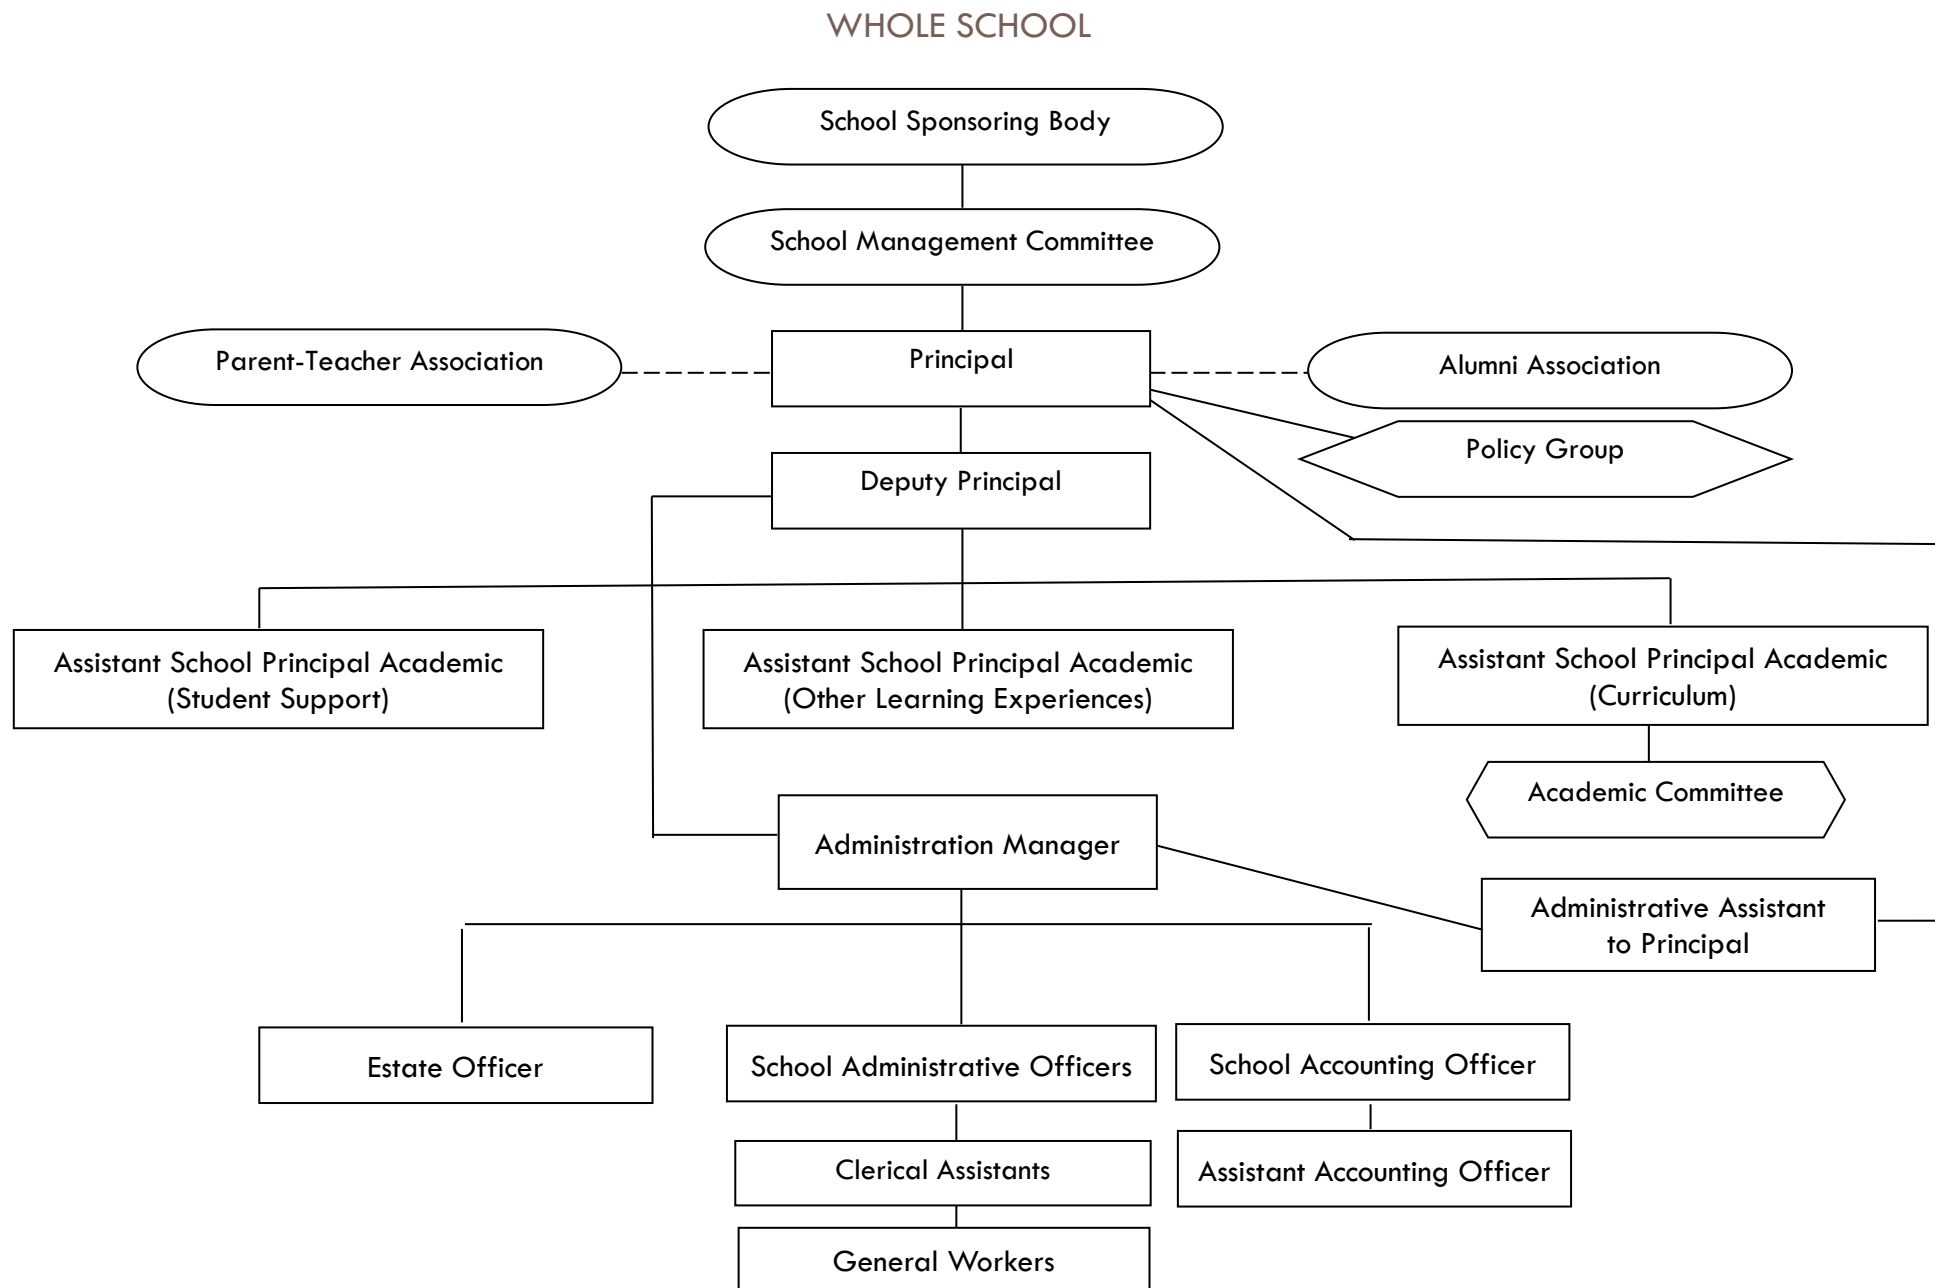 WHOLE SCHOOL
School Sponsoring Body
School Management Committee
Parent-Teacher Association
Principal
Alumni Association
Policy Group
Deputy Principal
Assistant School Principal Academic
(Student Support)
Assistant School Principal Academic
(Other Learning Experiences)
Assistant School Principal Academic
(Curriculum)
Academic Committee
Administration Manager
Administrative Assistant
to Principal
Estate Officer
School Administrative Officers
School Accounting Officer
Clerical Assistants
Assistant Accounting Officer
General Workers